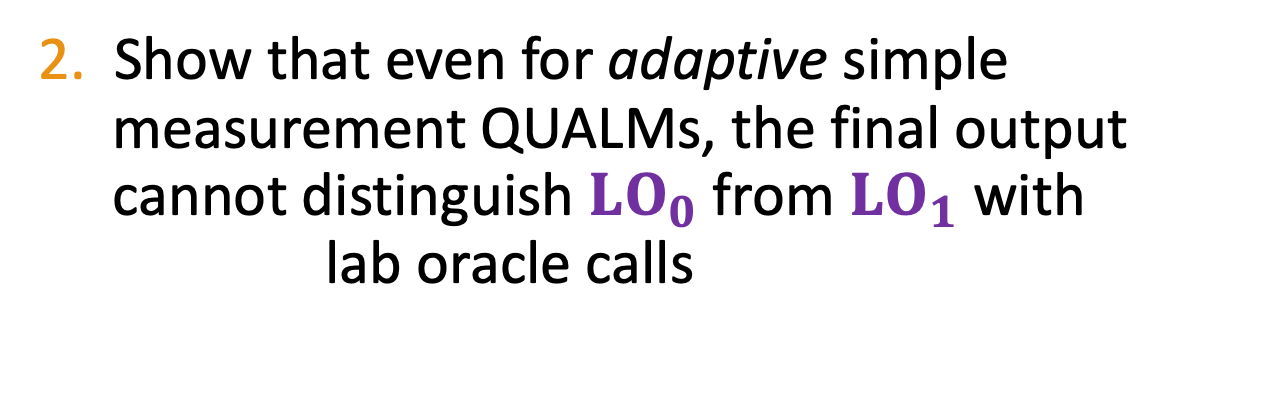 2. Show that even for adaptive simple
measurement QUALMs, the final output
cannot distinguish LO₀ from LO₁ with
lab oracle calls